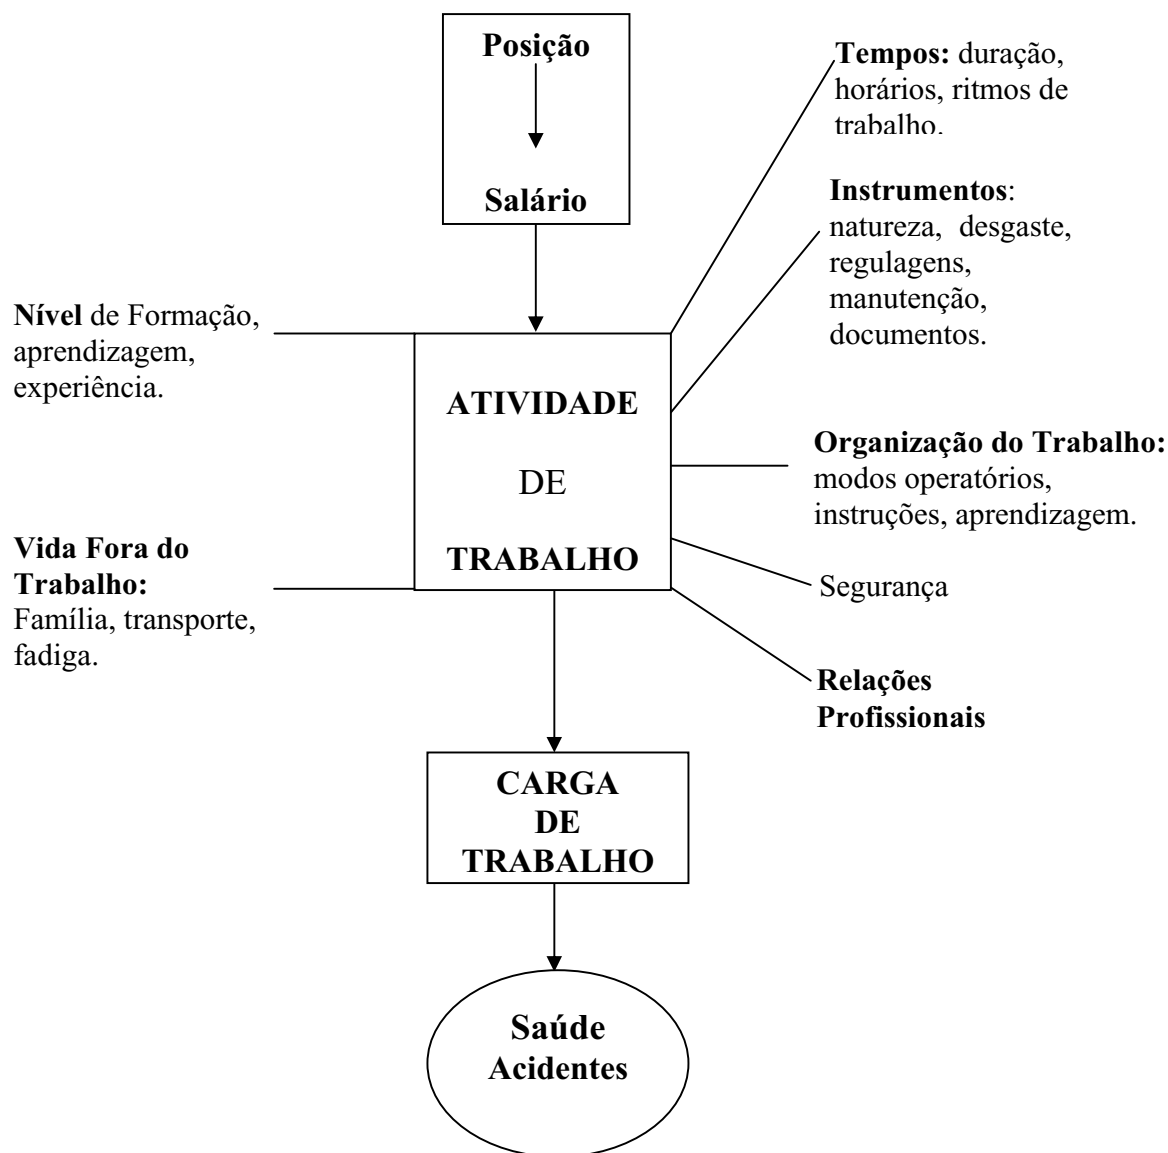 Posição
Salário
Tempos: duração,
horários, ritmos de
trabalho.
Instrumentos:
natureza, desgaste,
regulagens,
manutenção,
documentos.
Nível de Formação,
aprendizagem,
experiência.
ATIVIDADE
DE
TRABALHO
Organização do Trabalho:
modos operatórios,
instruções, aprendizagem.
Vida Fora do
Trabalho:
Família, transporte,
fadiga.
Segurança
Relações
Profissionais
CARGA
DE
TRABALHO
Saúde
Acidentes